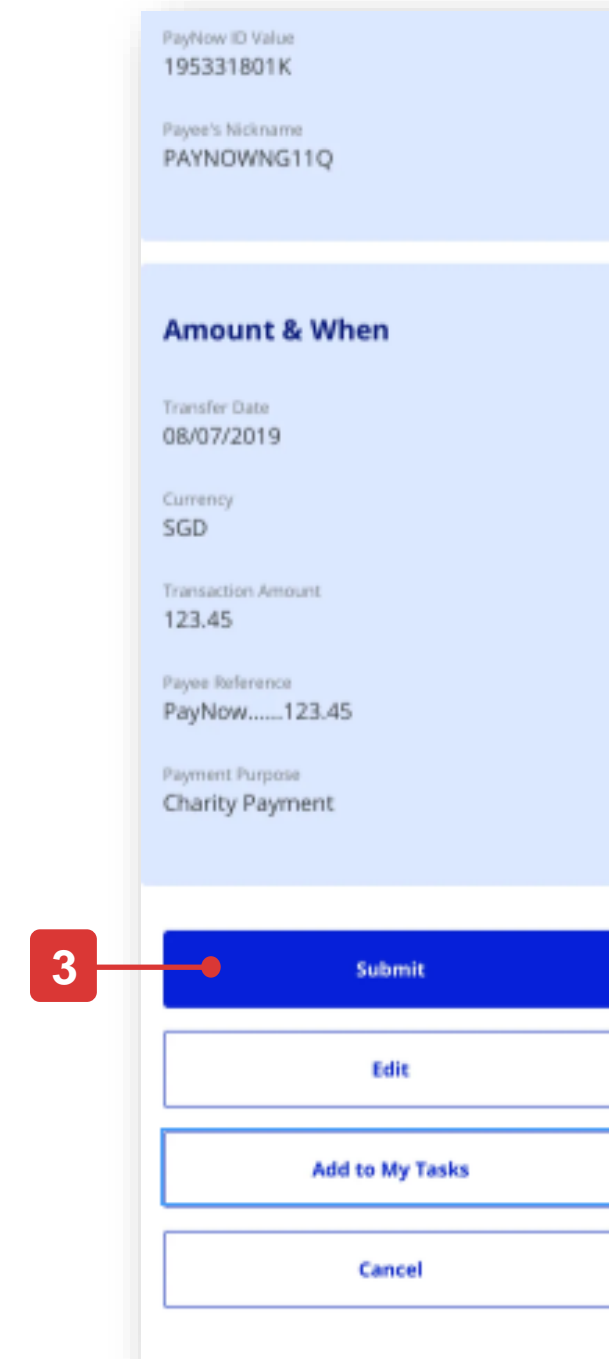 PayNow ID Value
195331801K
Payee's Nickname
PAYNOWNG11Q
Amount & When
Transfer Date
08/07/2019
Currency
SGD
Transaction Amount
123.45
Payee Reference
PayNow......123.45
Payment Purpose
Charity Payment
3
Submit
Edit
Add to My Tasks
Cancel